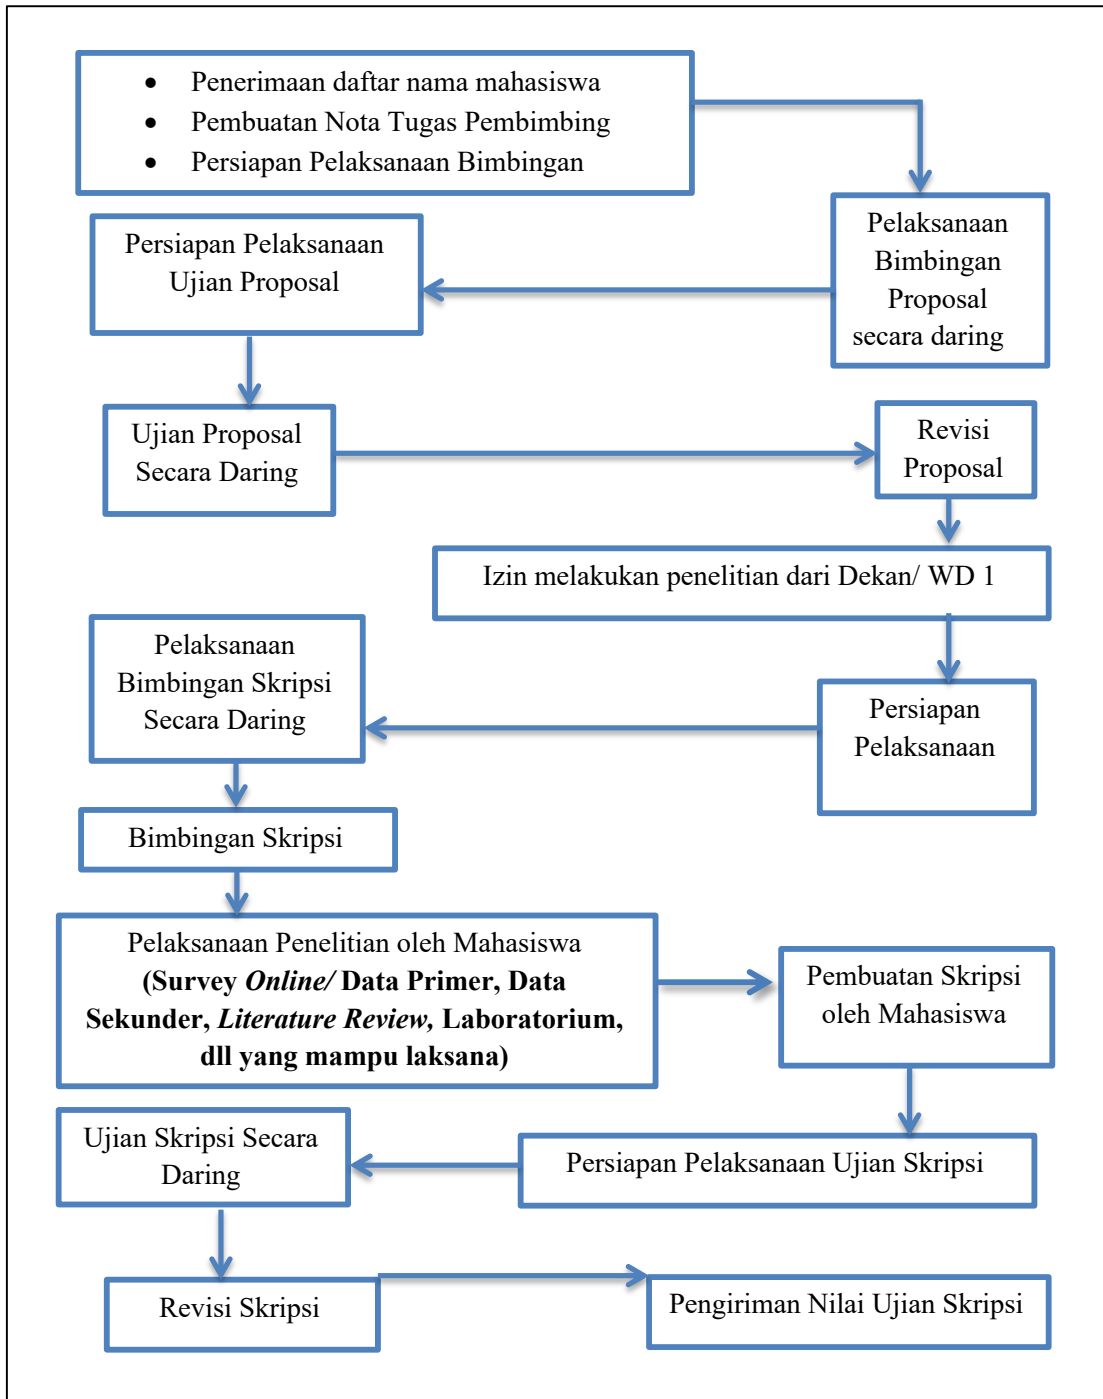 • Penerimaan daftar nama mahasiswa
• Pembuatan Nota Tugas Pembimbing
• Persiapan Pelaksanaan Bimbingan
Pelaksanaan
Bimbingan
Proposal
secara daring
Persiapan Pelaksanaan
Ujian Proposal
Ujian Proposal
Secara Daring
Revisi
Proposal
Izin melakukan penelitian dari Dekan/ WD 1
Persiapan
Pelaksanaan
Pelaksanaan
Bimbingan Skripsi
Secara Daring
Bimbingan Skripsi
Pelaksanaan Penelitian oleh Mahasiswa
(Survey Online/ Data Primer, Data
Sekunder, Literature Review, Laboratorium,
dll yang mampu laksana)
Pembuatan Skripsi
oleh Mahasiswa
Persiapan Pelaksanaan Ujian Skripsi
Ujian Skripsi Secara
Daring
Revisi Skripsi
Pengiriman Nilai Ujian Skripsi